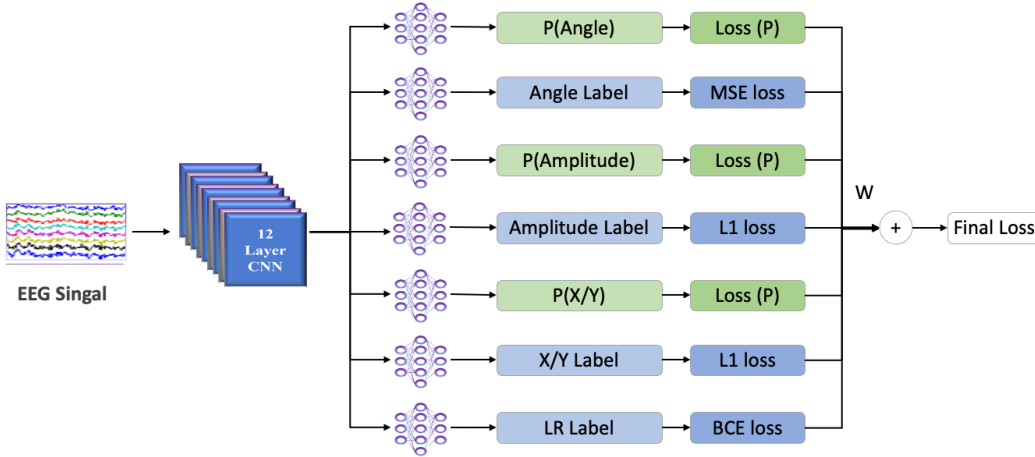 P(Angle)
Loss (P)
Angle Label
MSE loss
P(Amplitude)
Loss (P)
12
Layer
CNN
Amplitude Label
L1 loss
W
+
Final Loss
EEG Singal
P(X/Y)
Loss (P)
X/Y Label
L1 loss
LR Label
BCE loss